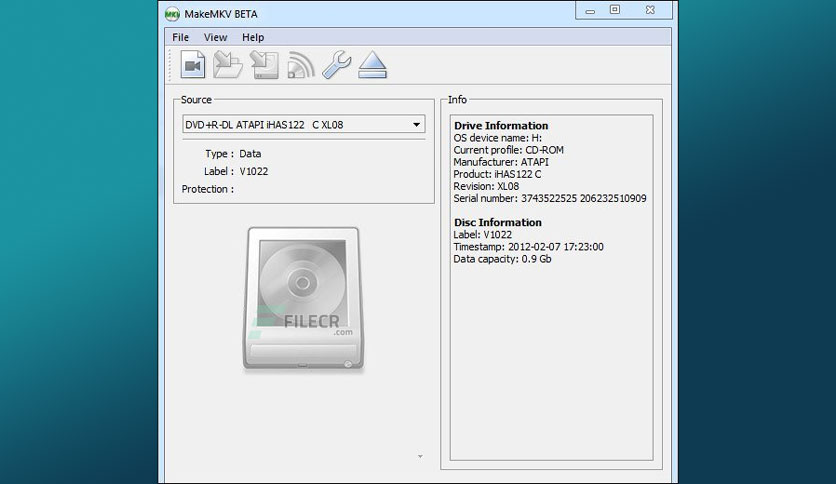 MakeMKV BETA
File View Help
Source
DVD+R-DL ATAPI iHAS122 C XL08
Type : Data
Label : V1022
Protection :
Info
Drive Information
OS device name: H:
Current profile: CD-ROM
Manufacturer: ATAPI
Product: iHAS122 C
Revision: XL08
Serial number: 3743522525 206232510909
Disc Information
Label: V1022
Timestamp: 2012-02-07 17:23:00
Data capacity: 0.9 Gb
FILECR
.com